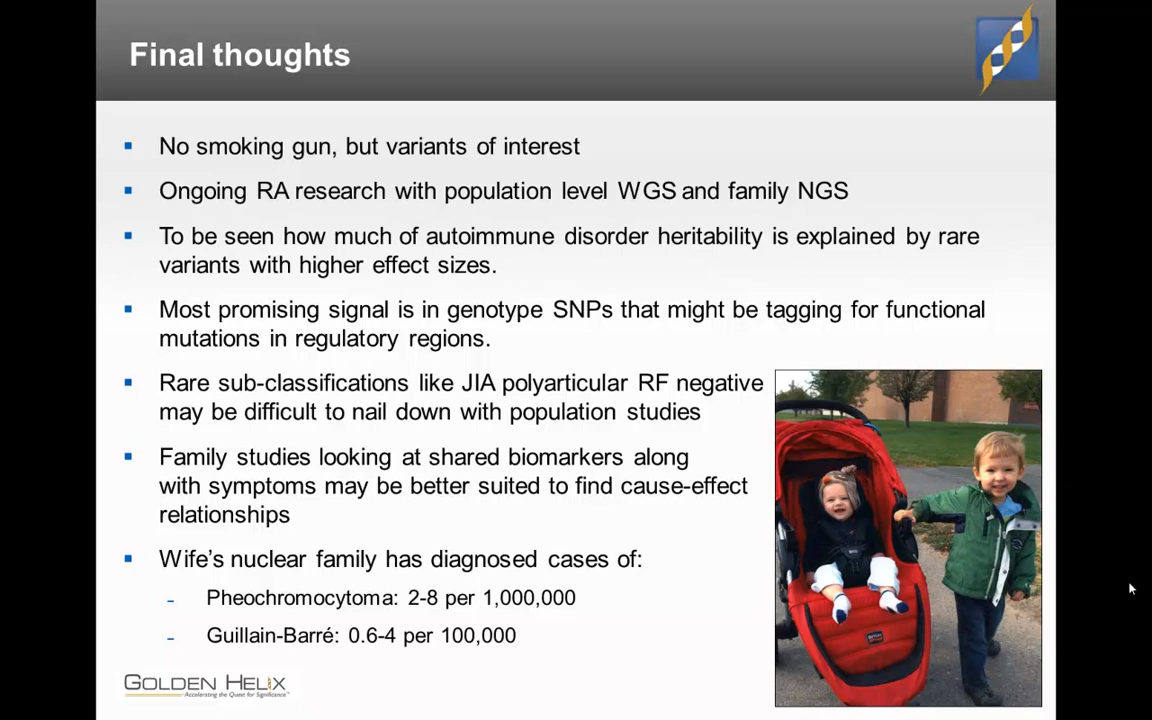 Final thoughts
No smoking gun, but variants of interest
Ongoing RA research with population level WGS and family NGS
To be seen how much of autoimmune disorder heritability is explained by rare
variants with higher effect sizes.
Most promising signal is in genotype SNPs that might be tagging for functional
mutations in regulatory regions.
Rare sub-classifications like JIA polyarticular RF negative
may be difficult to nail down with population studies
Family studies looking at shared biomarkers along
with symptoms may be better suited to find cause-effect
relationships
Wife’s nuclear family has diagnosed cases of:
- Pheochromocytoma: 2-8 per 1,000,000
- Guillain-Barré: 0.6-4 per 100,000
GOLDEN HELIX
Accelerating the Quest for Significance™